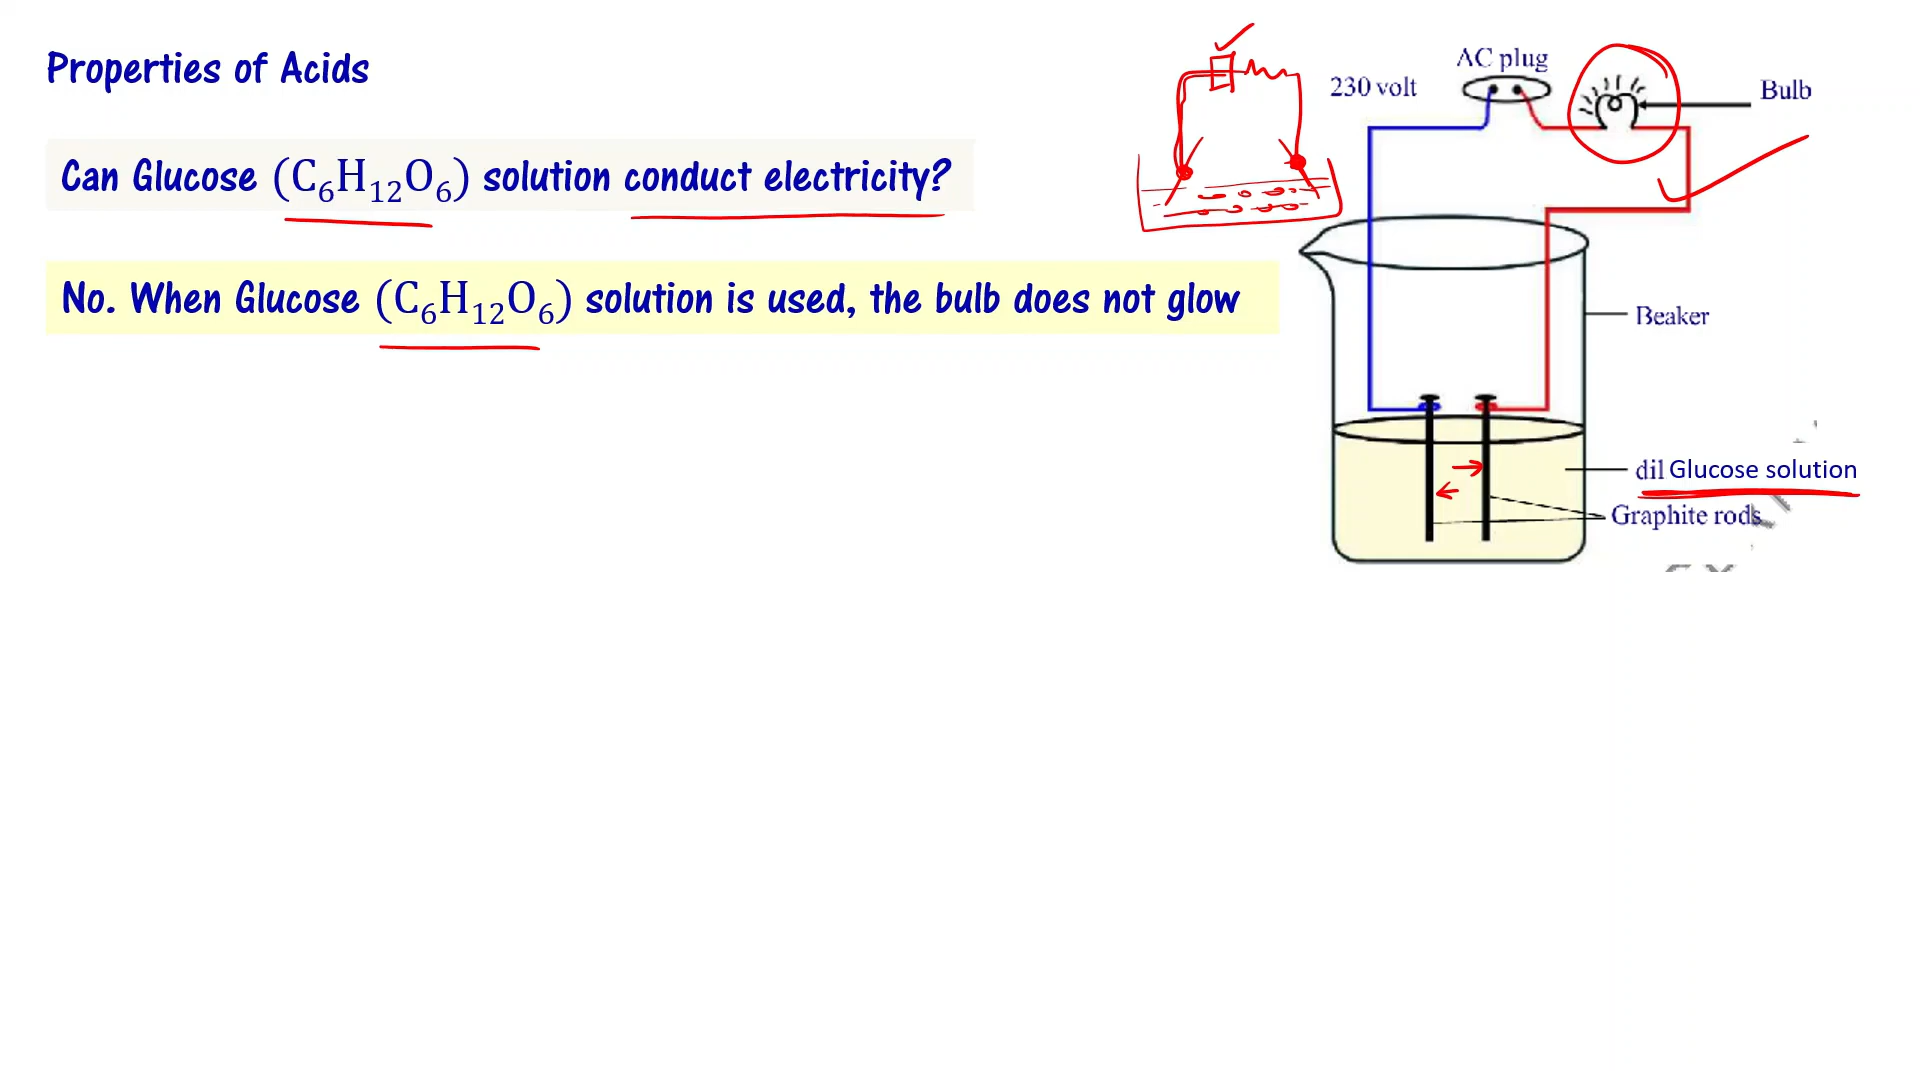 Properties of Acids
Can Glucose (C₆H₁₂O₆) solution conduct electricity?
No. When Glucose (C₆H₁₂O₆) solution is used, the bulb does not glow
AC plug
230 volt
Bulb
Beaker
dil Glucose solution
Graphite rods